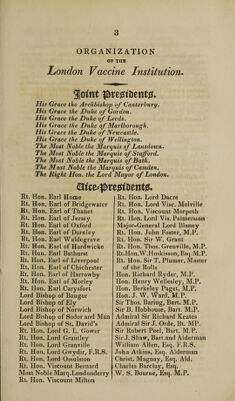 3
ORGANIZATION
OF THE
London Vaccine Institution.
Joint Presidents.
His Grace the Archbishop of Canterbury.
His Grace the Duke of Gordon.
His Grace the Duke of Leeds.
His Grace the Duke of Marlborough.
His Grace the Duke of Newcastle.
His Grace the Duke of Wellington.
The Most Noble the Marquis of Lansdown.
The Most Noble the Marquis of Stafford.
The Most Noble the Marquis of Bath.
The Most Noble the Marquis of Camden.
The Right Hon. the Lord Mayor of London.
Vice-Presidents.
Rt. Hon. Earl Home
Rt. Hon. Earl of Bridgewater
Rt. Hon. Earl of Thanet
Rt. Hon. Earl of Jersey
Rt. Hon. Earl of Oxford
Rt. Hon. Earl of Darnley
Rt. Hon. Earl Waldegrave
Rt. Hon. Earl of Hardwicke
Rt. Hon. Earl Bathurst
Rt. Hon. Earl of Liverpool
Rt. Hon. Earl of Chichester
Rt. Hon. Earl of Harrowby
Rt. Hon. Earl of Morley
Rt. Hon. Earl Carysfort
Lord Bishop of Bangor
Lord Bishop of Ely
Lord Bishop of Norwich
Lord Bishop of Sodor and Man
Lord Bishop of St. David's
Rt. Hon. Lord G. L. Gower
Rt. Hon. Lord Grantley
Rt. Hon. Lord Granville
Rt. Hon. Lord Greydir, F.R.S.
Rt. Hon. Lord Ossulston
Rt. Hon. Viscount Bennard
Most Noble Marq. Londonderry
Rt. Hon. Viscount Milton
Rt. Hon. Lord Dacre
Rt. Hon. Lord Visc. Melville
Rt. Hon. Viscount Morpeth
Rt. Hon. Lord Vis. Palmerston
Major-General Lord Blaney
Rt. Hon. John Foster, M.P.
Rt. Hon. Sir W. Grant
Rt. Hon. Thos. Grenville, M.P.
Rt. Hon. W. Huskisson, Esq. M.P.
Rt. Hon. Sir T. Plumer, Master
of the Rolls
Hon. Richard Ryder, M.P.
Hon. Henry Wellesley, M.P.
Hon. Berkeley Paget, M.P.
Hon. J. W. Ward, M.P.
Sir Thos. Baring, Bart. M.P.
Sir B. Hobhouse, Bart. M.P.
Admiral Sir Richard Keates
Admiral Sir J. Orde, Bt. MP.
Sir Robert Peel, Bart. M.P.
Sir J. Shaw, Bart. and Alderman
William Allen, Esq. F.R.S.
John Atkins, Esq. Alderman
Christ. Magnay, Esq. Ald.
Charles Barclay, Esq.
W. S. Bourne, Esq. M.P.